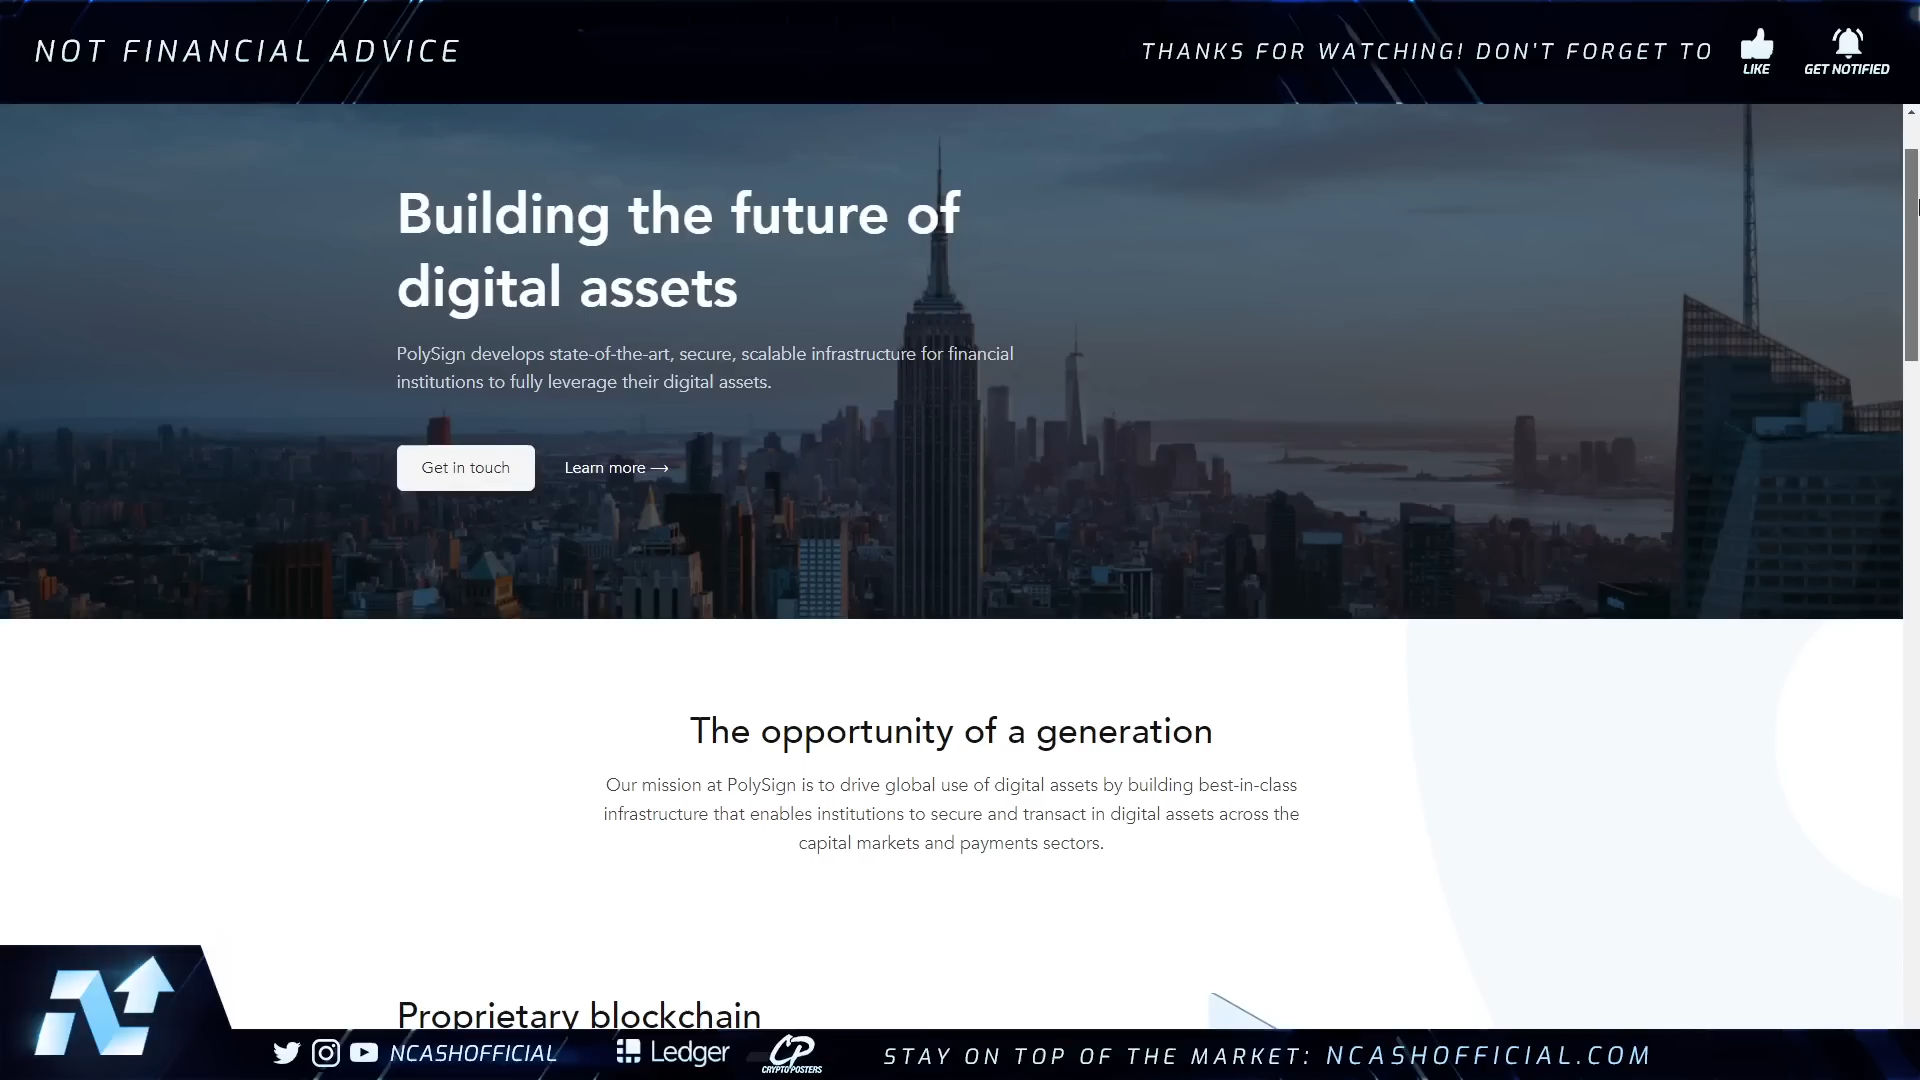 NOT FINANCIAL ADVICE
THANKS FOR WATCHING! DON'T FORGET TO
LIKE
GET NOTIFIED
Building the future of
digital assets
PolySign develops state-of-the-art, secure, scalable infrastructure for financial
institutions to fully leverage their digital assets.
Get in touch
Learn more →
The opportunity of a generation
Our mission at PolySign is to drive global use of digital assets by building best-in-class
infrastructure that enables institutions to secure and transact in digital assets across the
capital markets and payments sectors.
Proprietary blockchain
NCASHOFFICIAL
Ledger
CP
CRYPTOPOSTERS
STAY ON TOP OF THE MARKET: NCASHOFFICIAL.COM